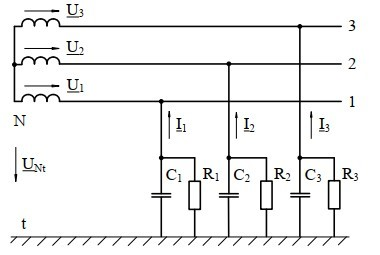 U3 3
U2 2
U1 1
N I1 I2 I3
UNt C1 R1 C2 R2 C3 R3
t